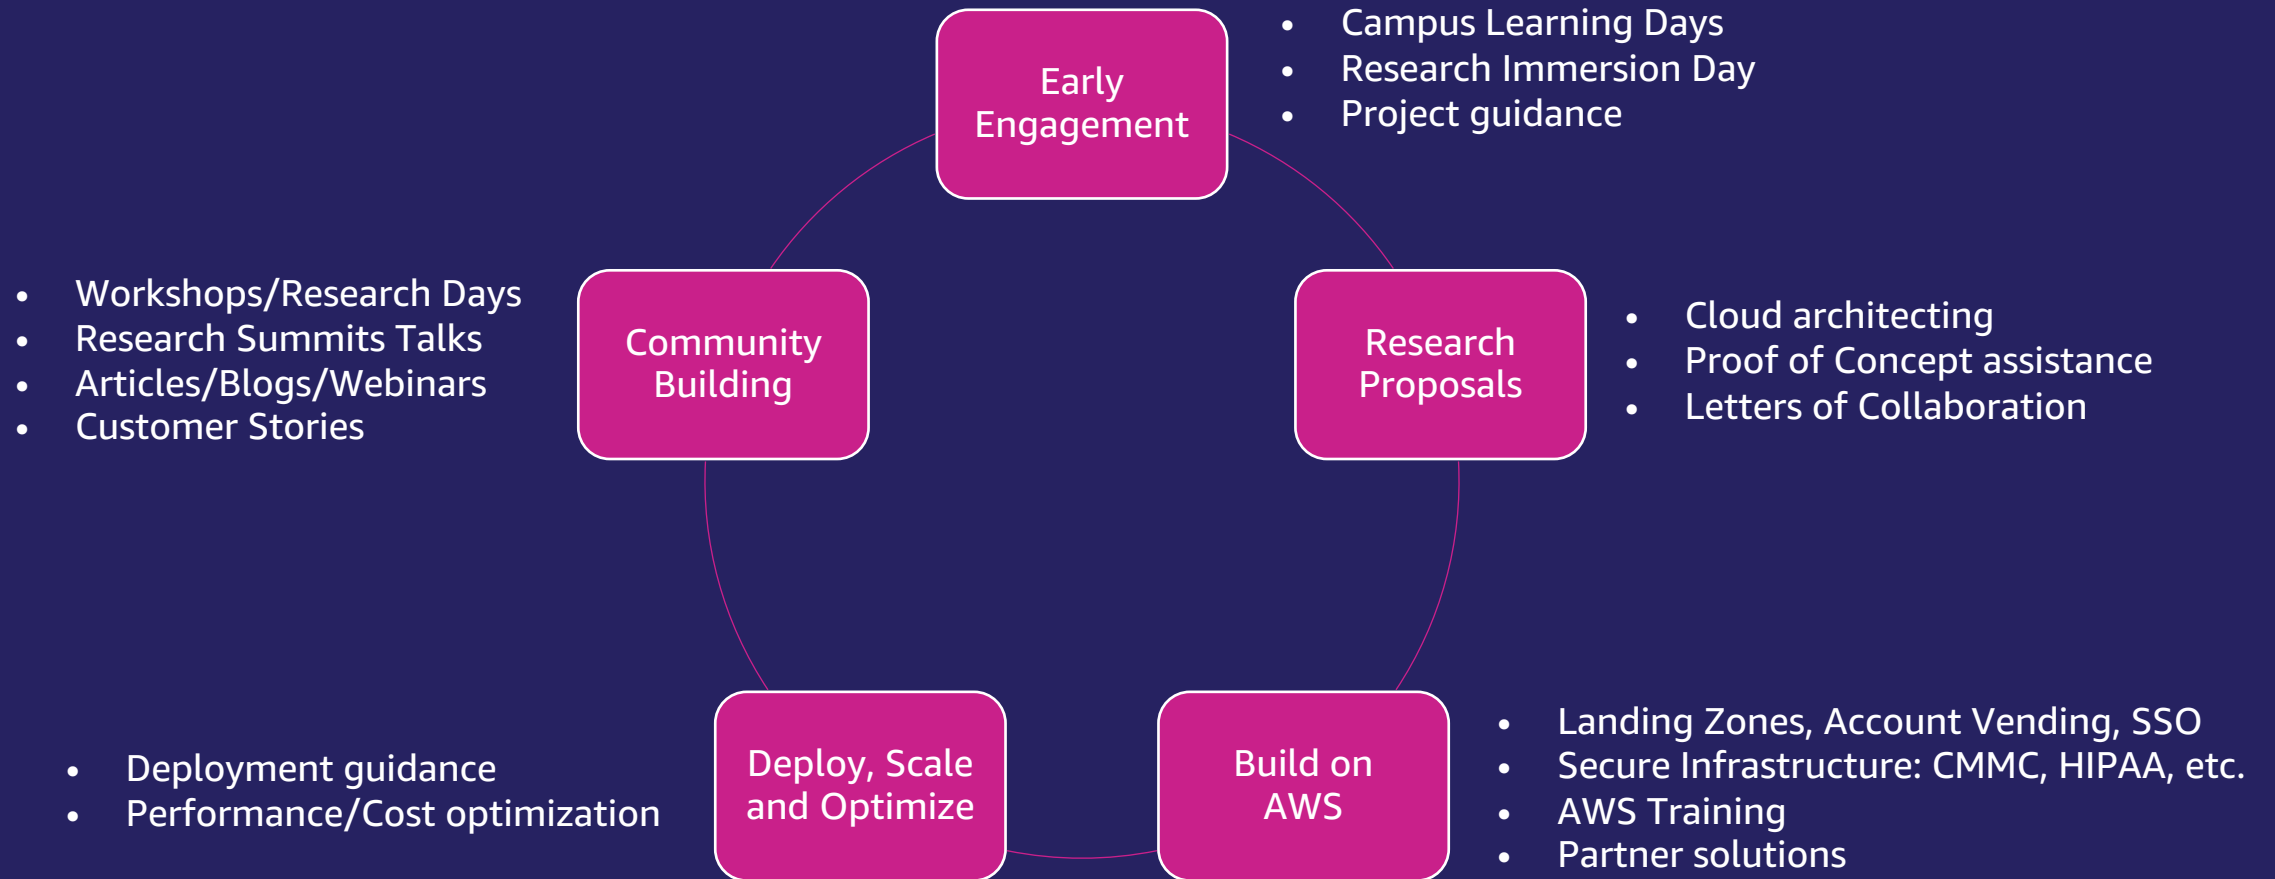 Early
Engagement
• Campus Learning Days
• Research Immersion Day
• Project guidance
Research
Proposals
• Cloud architecting
• Proof of Concept assistance
• Letters of Collaboration
Build on
AWS
• Landing Zones, Account Vending, SSO
• Secure Infrastructure: CMMC, HIPAA, etc.
• AWS Training
• Partner solutions
Deploy, Scale
and Optimize
• Deployment guidance
• Performance/Cost optimization
Community
Building
• Workshops/Research Days
• Research Summits Talks
• Articles/Blogs/Webinars
• Customer Stories